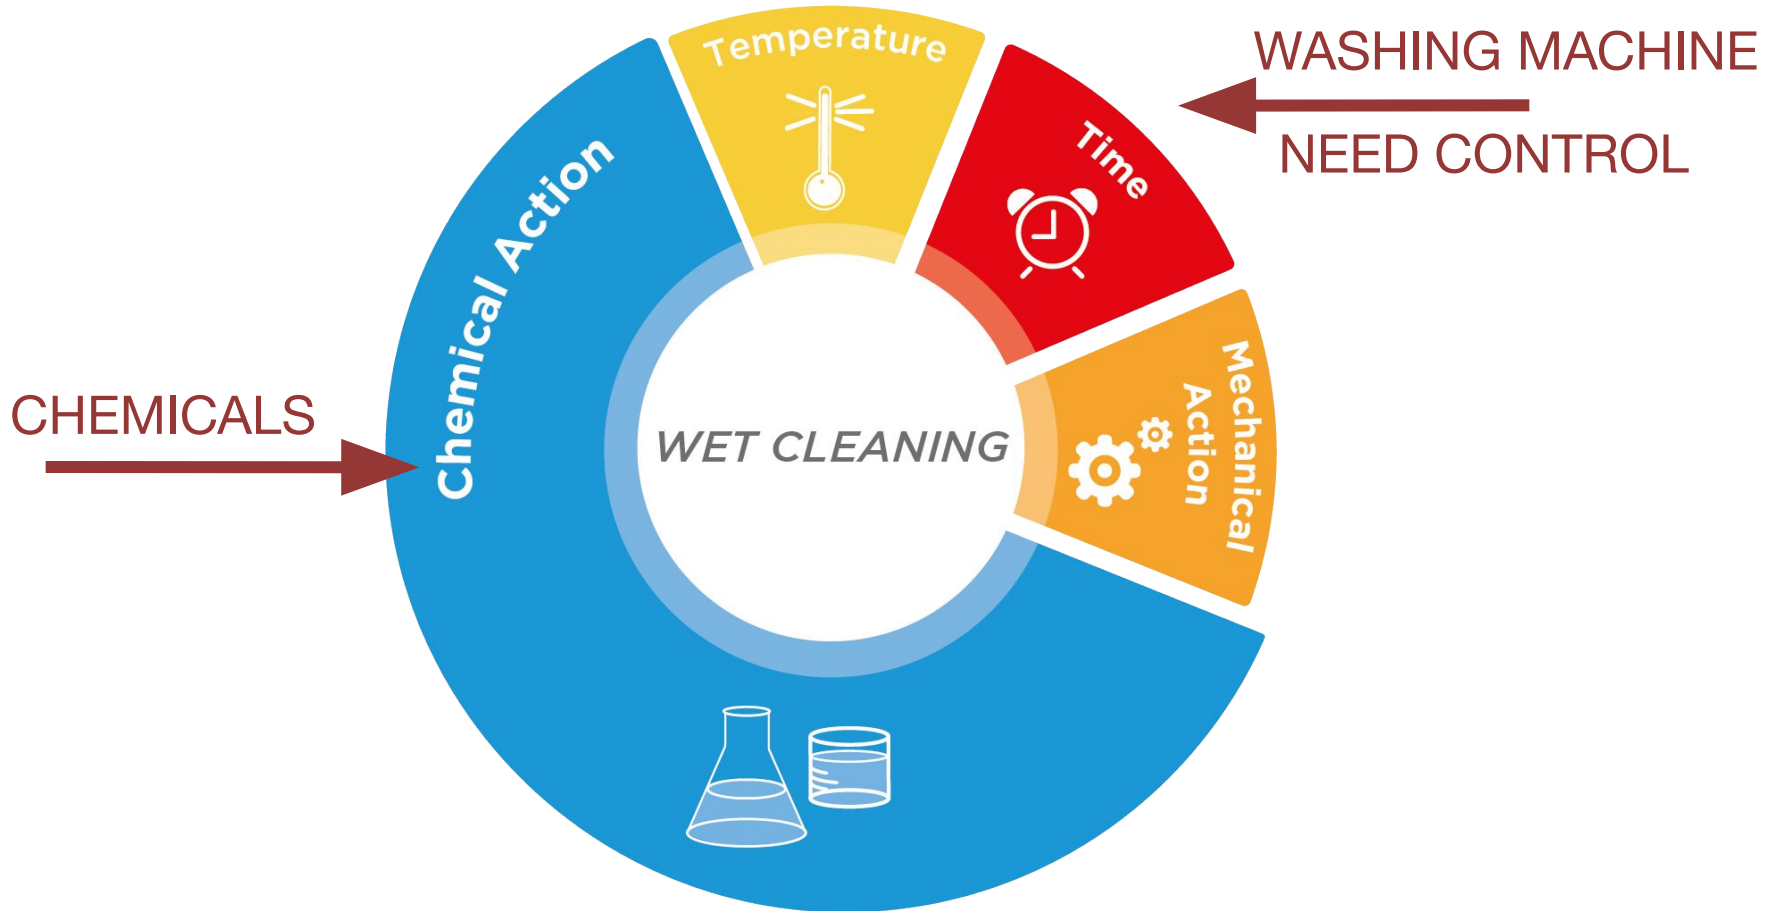 Temperature
WASHING MACHINE
NEED CONTROL
Time
Chemical Action
Mechanical
Action
CHEMICALS
WET CLEANING